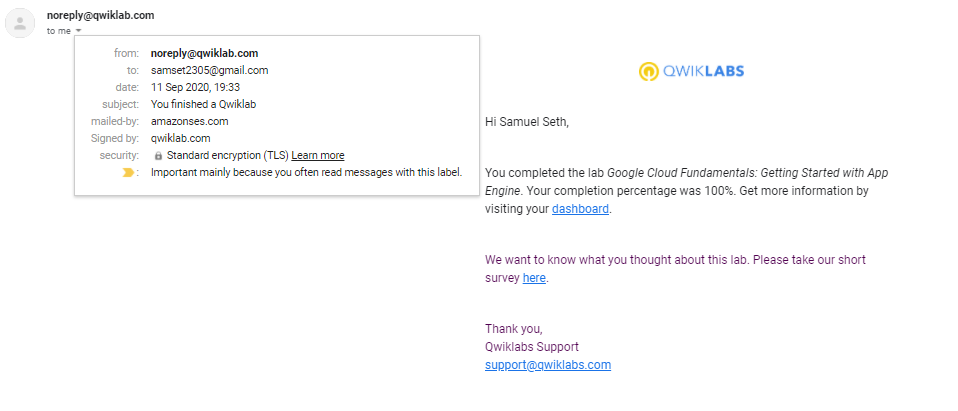 noreply@qwiklab.com
to me
from: noreply@qwiklab.com
to: samset2305@gmail.com
date: 11 Sep 2020, 19:33
subject: You finished a Qwiklab
mailed-by: amazonses.com
Signed by: qwiklab.com
security: Standard encryption (TLS) Learn more
: Important mainly because you often read messages with this label.
QWIKLABS
Hi Samuel Seth,
You completed the lab Google Cloud Fundamentals: Getting Started with App
Engine. Your completion percentage was 100%. Get more information by
visiting your dashboard.
We want to know what you thought about this lab. Please take our short
survey here.
Thank you,
Qwiklabs Support
support@qwiklabs.com